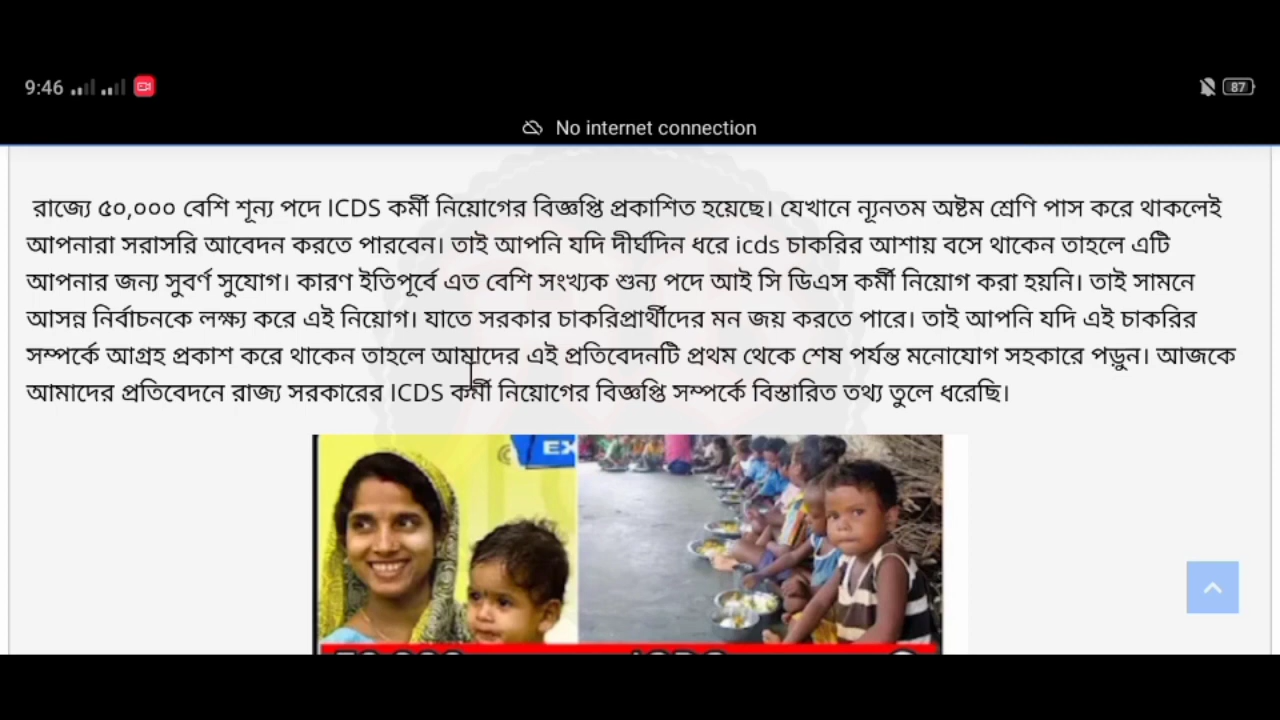 9:46
87
No internet connection
রাজ্যে ৫০,০০০ বেশি শূন্য পদে ICDS কর্মী নিয়োগের বিজ্ঞপ্তি প্রকাশিত হয়েছে। যেখানে ন্যূনতম অষ্টম শ্রেণি পাস করে থাকলেই
আপনারা সরাসরি আবেদন করতে পারবেন। তাই আপনি যদি দীর্ঘদিন ধরে icds চাকরির আশায় বসে থাকেন তাহলে এটি
আপনার জন্য সুবর্ণ সুযোগ। কারণ ইতিপূর্বে এত বেশি সংখ্যক শুন্য পদে আই সি ডিএস কর্মী নিয়োগ করা হয়নি। তাই সামনে
আসন্ন নির্বাচনকে লক্ষ্য করে এই নিয়োগ। যাতে সরকার চাকরিপ্রার্থীদের মন জয় করতে পারে। তাই আপনি যদি এই চাকরির
সম্পর্কে আগ্রহ প্রকাশ করে থাকেন তাহলে আমাদের এই প্রতিবেদনটি প্রথম থেকে শেষ পর্যন্ত মনোযোগ সহকারে পড়ুন। আজকে
আমাদের প্রতিবেদনে রাজ্য সরকারের ICDS কর্মী নিয়োগের বিজ্ঞপ্তি সম্পর্কে বিস্তারিত তথ্য তুলে ধরেছি।
EX